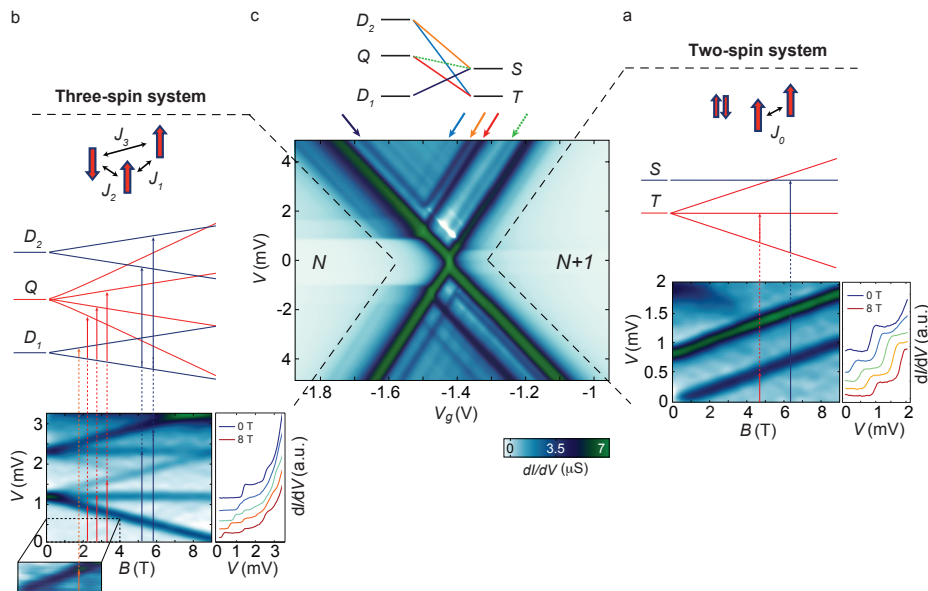 b
c
a
Three-spin system
J3
J2
J1
D2
Q
D1
S
T
Two-spin system
J0
S
T
D2
Q
D1
N
N+1
V (mV)
4
2
0
-2
4
-1.8
-1.6
-1.4
-1.2
-1
Vg (V)
0
3.5
7
dI/dV (μS)
V (mV)
3
2
1
0
0
2
4
6
8
B (T)
0 T
8 T
0 1 2 3
V (mV)
dI/dV (a.u.)
V (mV)
2
1.5
1
0.5
0
0
2
4
6
8
B (T)
0 T
8 T
0
1
2
V (mV)
dI/dV (a.u.)